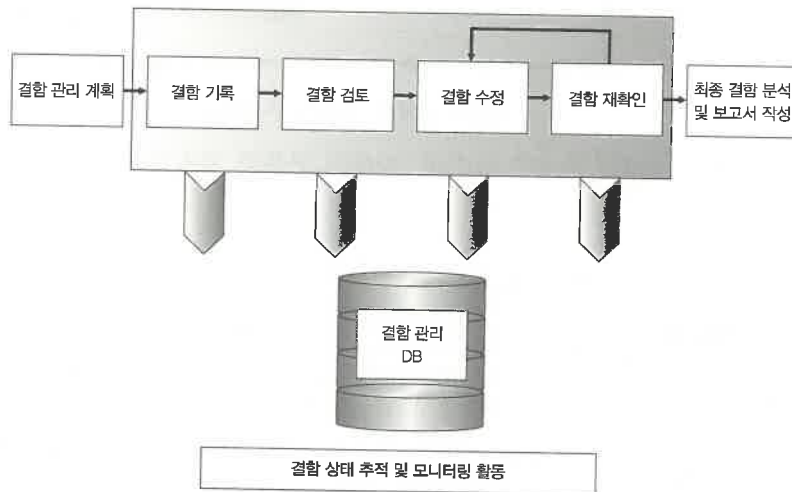 결함 관리 계획
결함 기록
결함 검토
결함 수정
결함 재확인
최종 결함 분석
및 보고서 작성
결함 관리
DB
결함 상태 추적 및 모니터링 활동